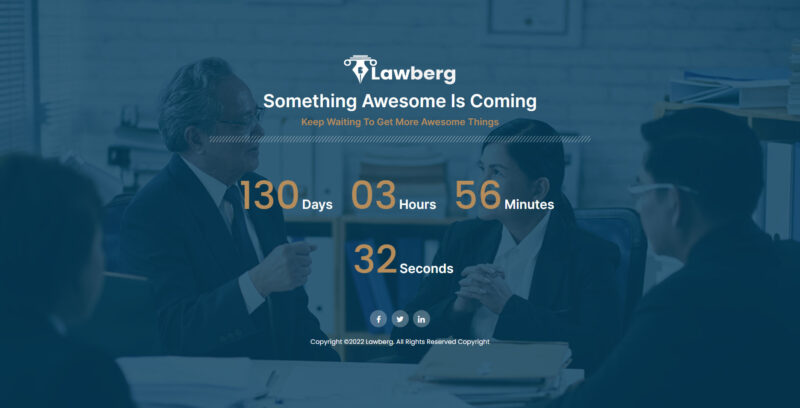 Lawberg
Something Awesome Is Coming
Keep Waiting To Get More Awesome Things
130 Days 03 Hours 56 Minutes
32 Seconds
Copyright ©2022 Lawberg. All Rights Reserved Copyright